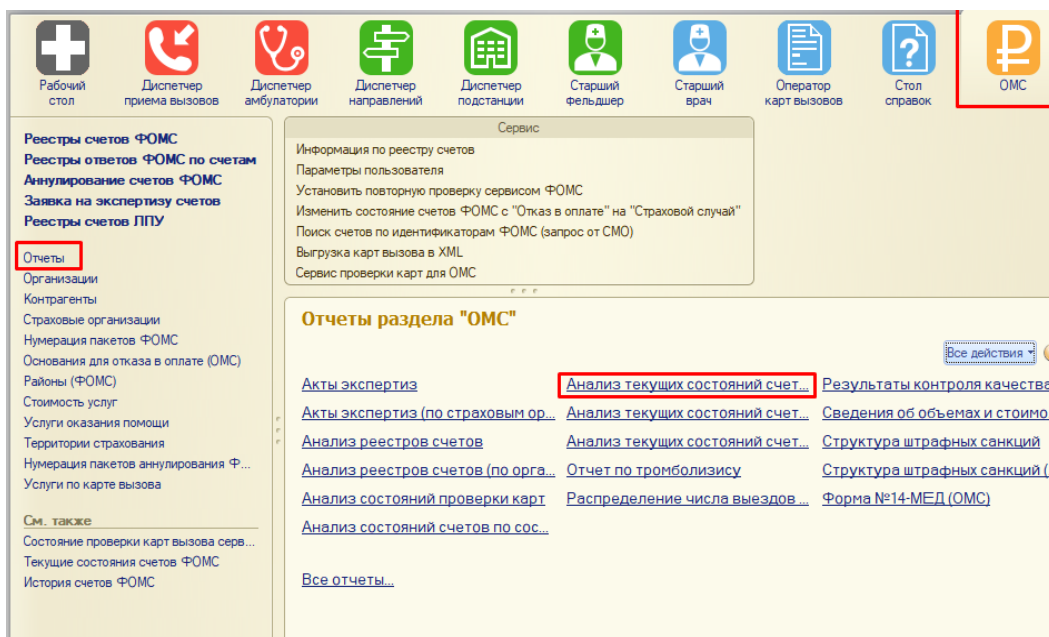 Рабочий стол
Диспетчер приема вызовов
Диспетчер амбулатории
Диспетчер направлений
Диспетчер подстанции
Старший фельдшер
Старший врач
Оператор карт вызовов
Стол справок
ОМС
Реестры счетов ФОМС
Реестры ответов ФОМС по счетам
Аннулирование счетов ФОМС
Заявка на экспертизу счетов
Реестры счетов ЛПУ
Отчеты
Организации
Контрагенты
Страховые организации
Нумерация пакетов ФОМС
Основания для отказа в оплате (ОМС)
Районы (ФОМС)
Стоимость услуг
Услуги оказания помощи
Территории страхования
Нумерация пакетов аннулирования Ф...
Услуги по карте вызова
См. также
Состояние проверки карт вызова серв...
Текущие состояния счетов ФОМС
История счетов ФОМС
Сервис
Информация по реестру счетов
Параметры пользователя
Установить повторную проверку сервисом ФОМС
Изменить состояние счетов ФОМС с "Отказ в оплате" на "Страховой случай"
Поиск счетов по идентификаторам ФОМС (запрос от СМО)
Выгрузка карт вызова в XML
Сервис проверки карт для ОМС
Отчеты раздела "ОМС"
Все действия
Акты экспертиз
Акты экспертиз (по страховым ор...
Анализ реестров счетов
Анализ реестров счетов (по орга...
Анализ состояний проверки карт
Анализ состояний счетов по сос...
Анализ текущих состояний счет...
Анализ текущих состояний счет...
Анализ текущих состояний счет...
Отчет по тромболизису
Распределение числа выездов ...
Результаты контроля качества
Сведения об объемах и стоимо
Структура штрафных санкций
Структура штрафных санкций (
Форма №14-МЕД (ОМС)
Все отчеты...